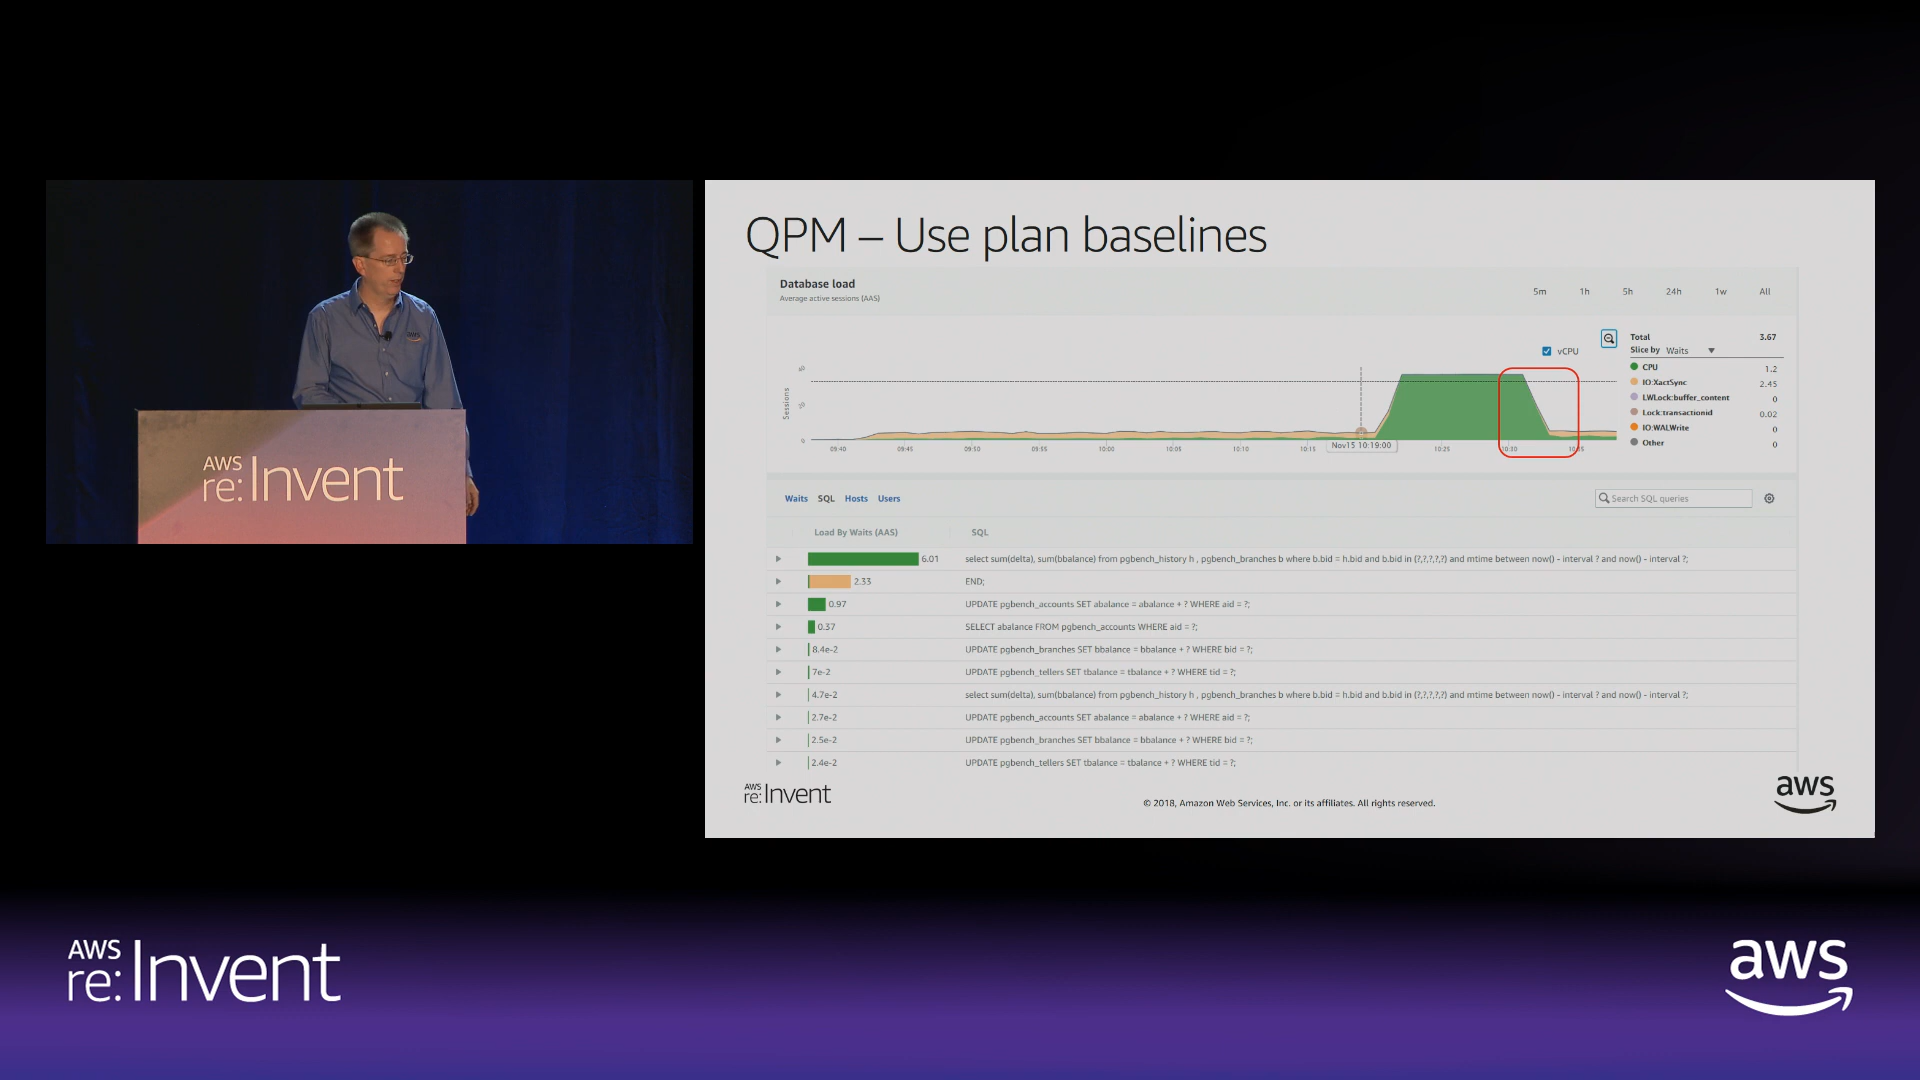 QPM – Use plan baselines
Database load
Average active sessions (AAS)
5m 1h 5h 24h 1w All
vCPU
Total 3.67
Slice by Waits
CPU 1.2
IO:XactSync 2.45
LWLock:buffer_content 0
Lock:transactionid 0.02
IO:WALWrite 0
Other 0
Sessions
40
20
0
09:40 09:45 09:50 09:55 10:00 10:05 10:10 10:15 Nov15 10:19:00 10:25 10:30 10:35
Waits SQL Hosts Users
Search SQL queries
Load By Waits (AAS) SQL
6.01 select sum(delta), sum(bbalance) from pgbench_history h , pgbench_branches b where b.bid = h.bid and b.bid in (?,?,?,?,?) and mtime between now() - interval ? and now() - interval ?;
2.33 END;
0.97 UPDATE pgbench_accounts SET abalance = abalance + ? WHERE aid = ?;
0.37 SELECT abalance FROM pgbench_accounts WHERE aid = ?;
8.4e-2 UPDATE pgbench_branches SET bbalance = bbalance + ? WHERE bid = ?;
7e-2 UPDATE pgbench_tellers SET tbalance = tbalance + ? WHERE tid = ?;
4.7e-2 select sum(delta), sum(bbalance) from pgbench_history h , pgbench_branches b where b.bid = h.bid and b.bid in (?,?,?,?,?) and mtime between now() - interval ? and now() - interval ?;
2.7e-2 UPDATE pgbench_accounts SET abalance = abalance + ? WHERE aid = ?;
2.5e-2 UPDATE pgbench_branches SET bbalance = bbalance + ? WHERE bid = ?;
2.4e-2 UPDATE pgbench_tellers SET tbalance = tbalance + ? WHERE tid = ?;
AWS
re:Invent
© 2018, Amazon Web Services, Inc. or its affiliates. All rights reserved.
aws
aws
AWS
re:Invent
AWS
re:Invent
aws